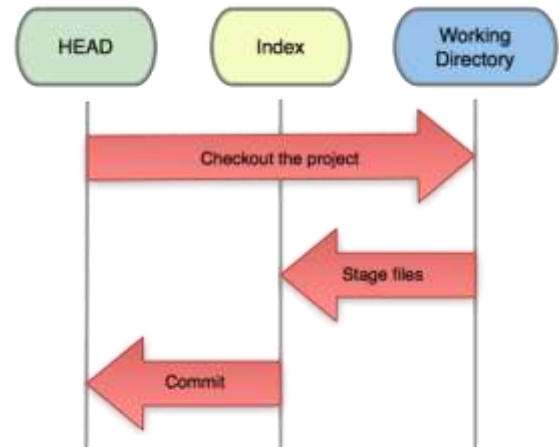 HEAD
Index
Working
Directory
Checkout the project
Stage files
Commit